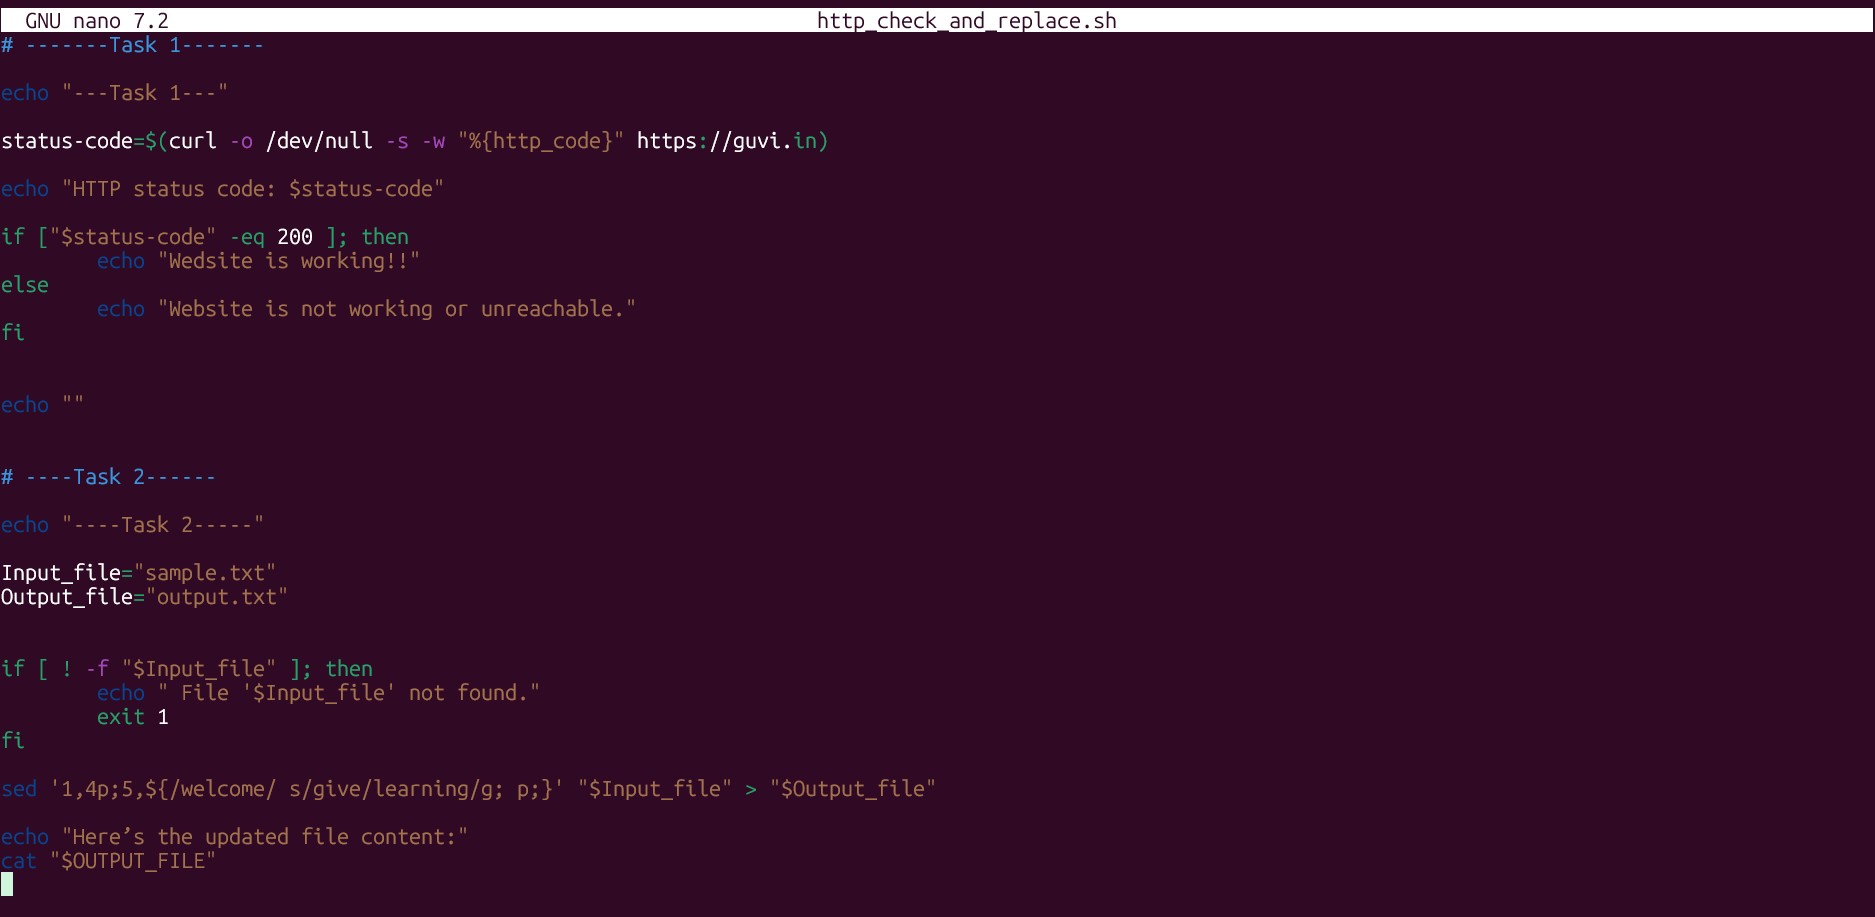 GNU nano 7.2 http_check_and_replace.sh
# -------Task 1-------
echo "---Task 1---"
status-code=$(curl -o /dev/null -s -w "%{http_code}" https://guvi.in)
echo "HTTP status code: $status-code"
if ["$status-code" -eq 200 ]; then
echo "Wedsite is working!!"
else
echo "Website is not working or unreachable."
fi
echo ""
# ----Task 2------
echo "----Task 2-----"
Input_file="sample.txt"
Output_file="output.txt"
if [ ! -f "$Input_file" ]; then
echo " File '$Input_file' not found."
exit 1
fi
sed '1,4p;5,${/welcome/ s/give/learning/g; p;}' "$Input_file" > "$Output_file"
echo "Here’s the updated file content:"
cat "$OUTPUT_FILE"